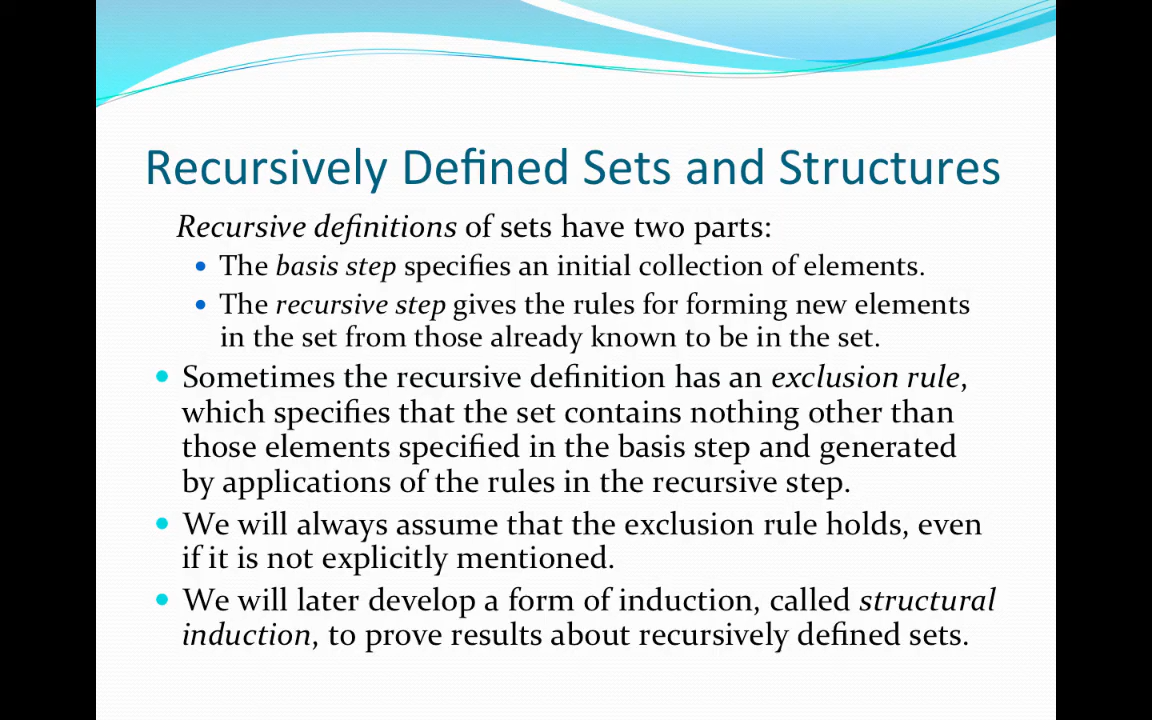 Recursively Defined Sets and Structures
Recursive definitions of sets have two parts:
• The basis step specifies an initial collection of elements.
• The recursive step gives the rules for forming new elements
in the set from those already known to be in the set.
• Sometimes the recursive definition has an exclusion rule,
which specifies that the set contains nothing other than
those elements specified in the basis step and generated
by applications of the rules in the recursive step.
• We will always assume that the exclusion rule holds, even
if it is not explicitly mentioned.
• We will later develop a form of induction, called structural
induction, to prove results about recursively defined sets.